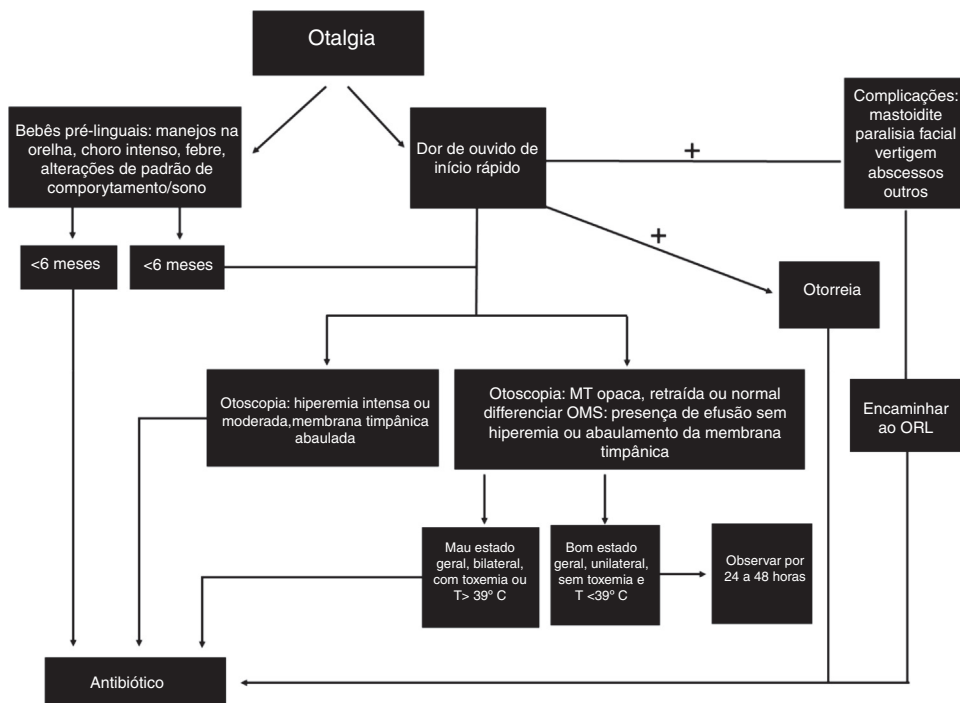 Otalgia
Bebês pré-linguais: manejos na
orelha, choro intenso, febre,
alterações de padrão de
comporytamento/sono
Dor de ouvido de
início rápido
+
Complicações:
mastoidite
paralisia facial
vertigem
abscessos
outros
<6 meses
<6 meses
+
Otorreia
Otoscopia: hiperemia intensa ou
moderada,membrana timpânica
abaulada
Otoscopia: MT opaca, retraída ou normal
differenciar OMS: presença de efusão sem
hiperemia ou abaulamento da membrana
timpânica
Encaminhar
ao ORL
Mau estado
geral, bilateral,
com toxemia ou
T> 39º C
Bom estado
geral, unilateral,
sem toxemia e
T <39º C
Observar por
24 a 48 horas
Antibiótico